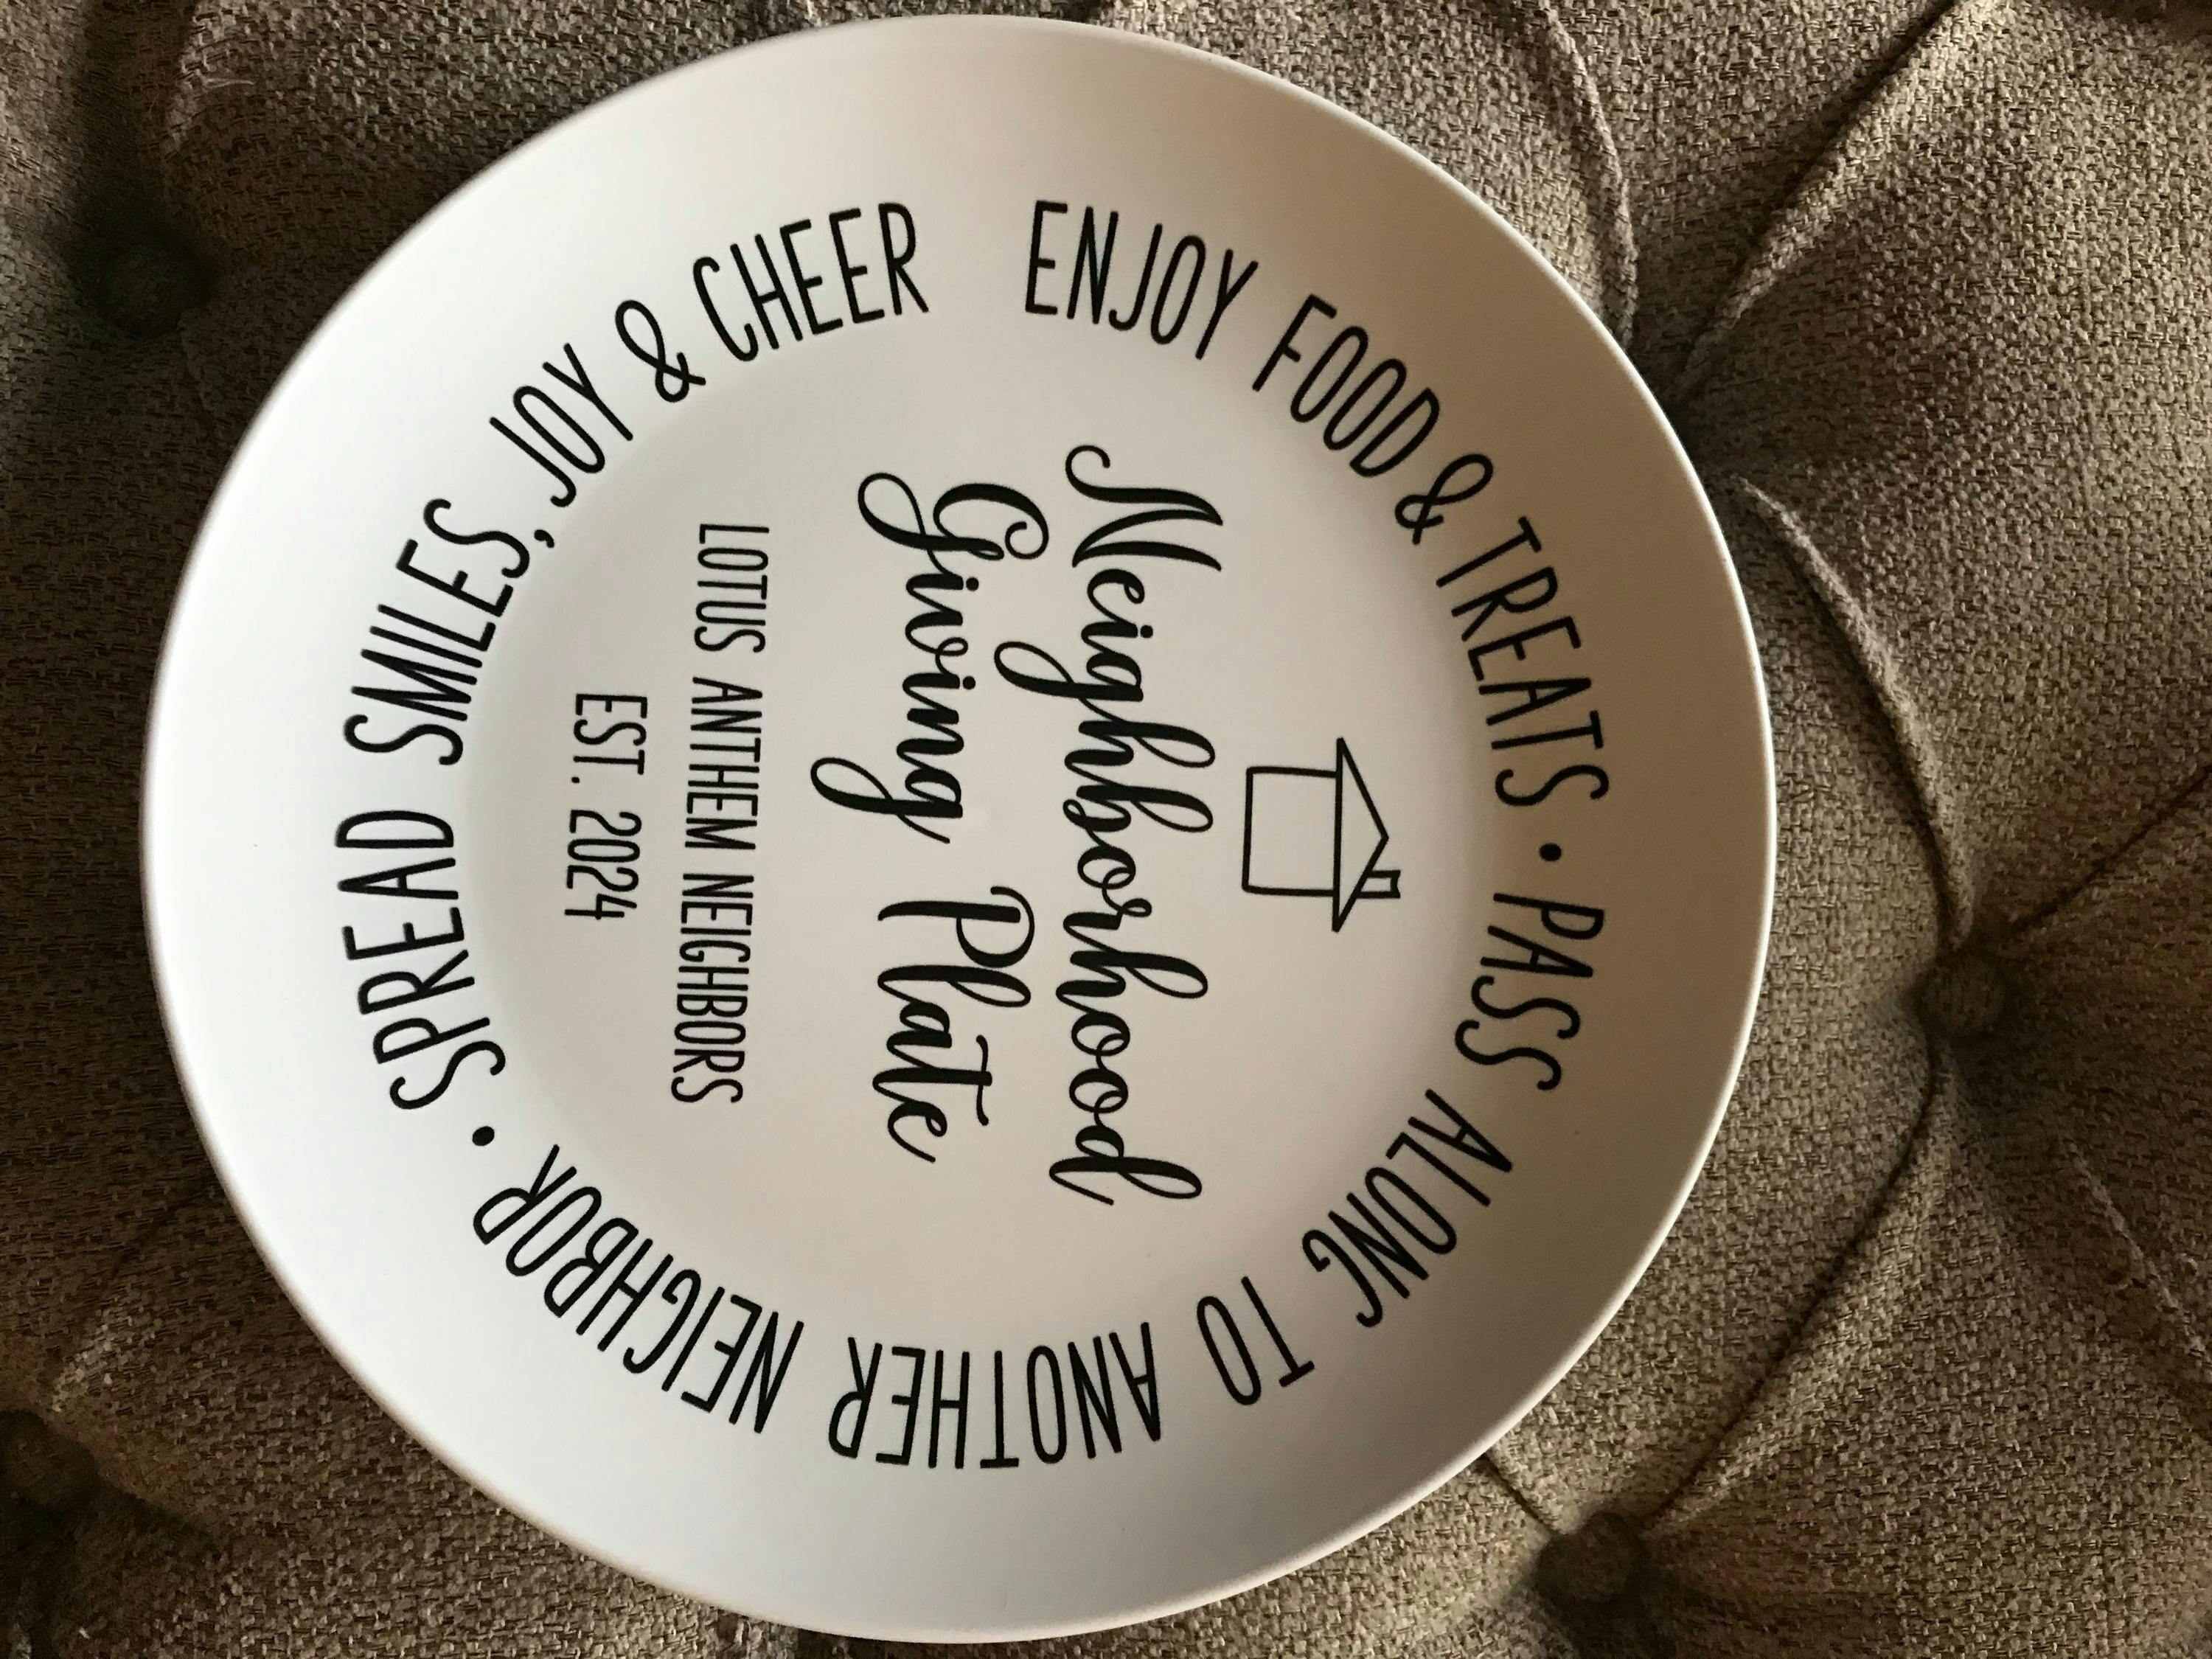 ENJOY FOOD & TREATS • PASS ALONG TO ANOTHER NEIGHBOR • SPREAD SMILES, JOY & CHEER
Neighborhood
Giving Plate
LOTUS ANTHEM NEIGHBORS
EST. 2024